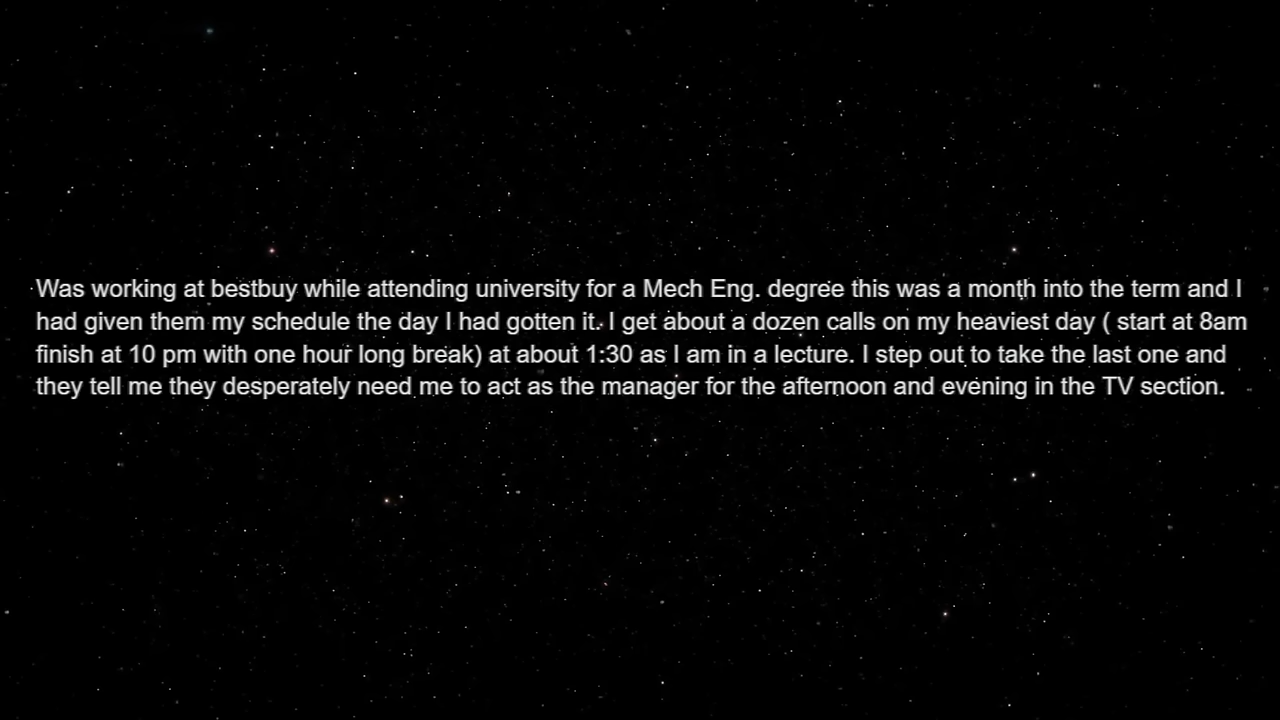 Was working at bestbuy while attending university for a Mech Eng. degree this was a month into the term and I
had given them my schedule the day I had gotten it. I get about a dozen calls on my heaviest day ( start at 8am
finish at 10 pm with one hour long break) at about 1:30 as I am in a lecture. I step out to take the last one and
they tell me they desperately need me to act as the manager for the afternoon and evening in the TV section.